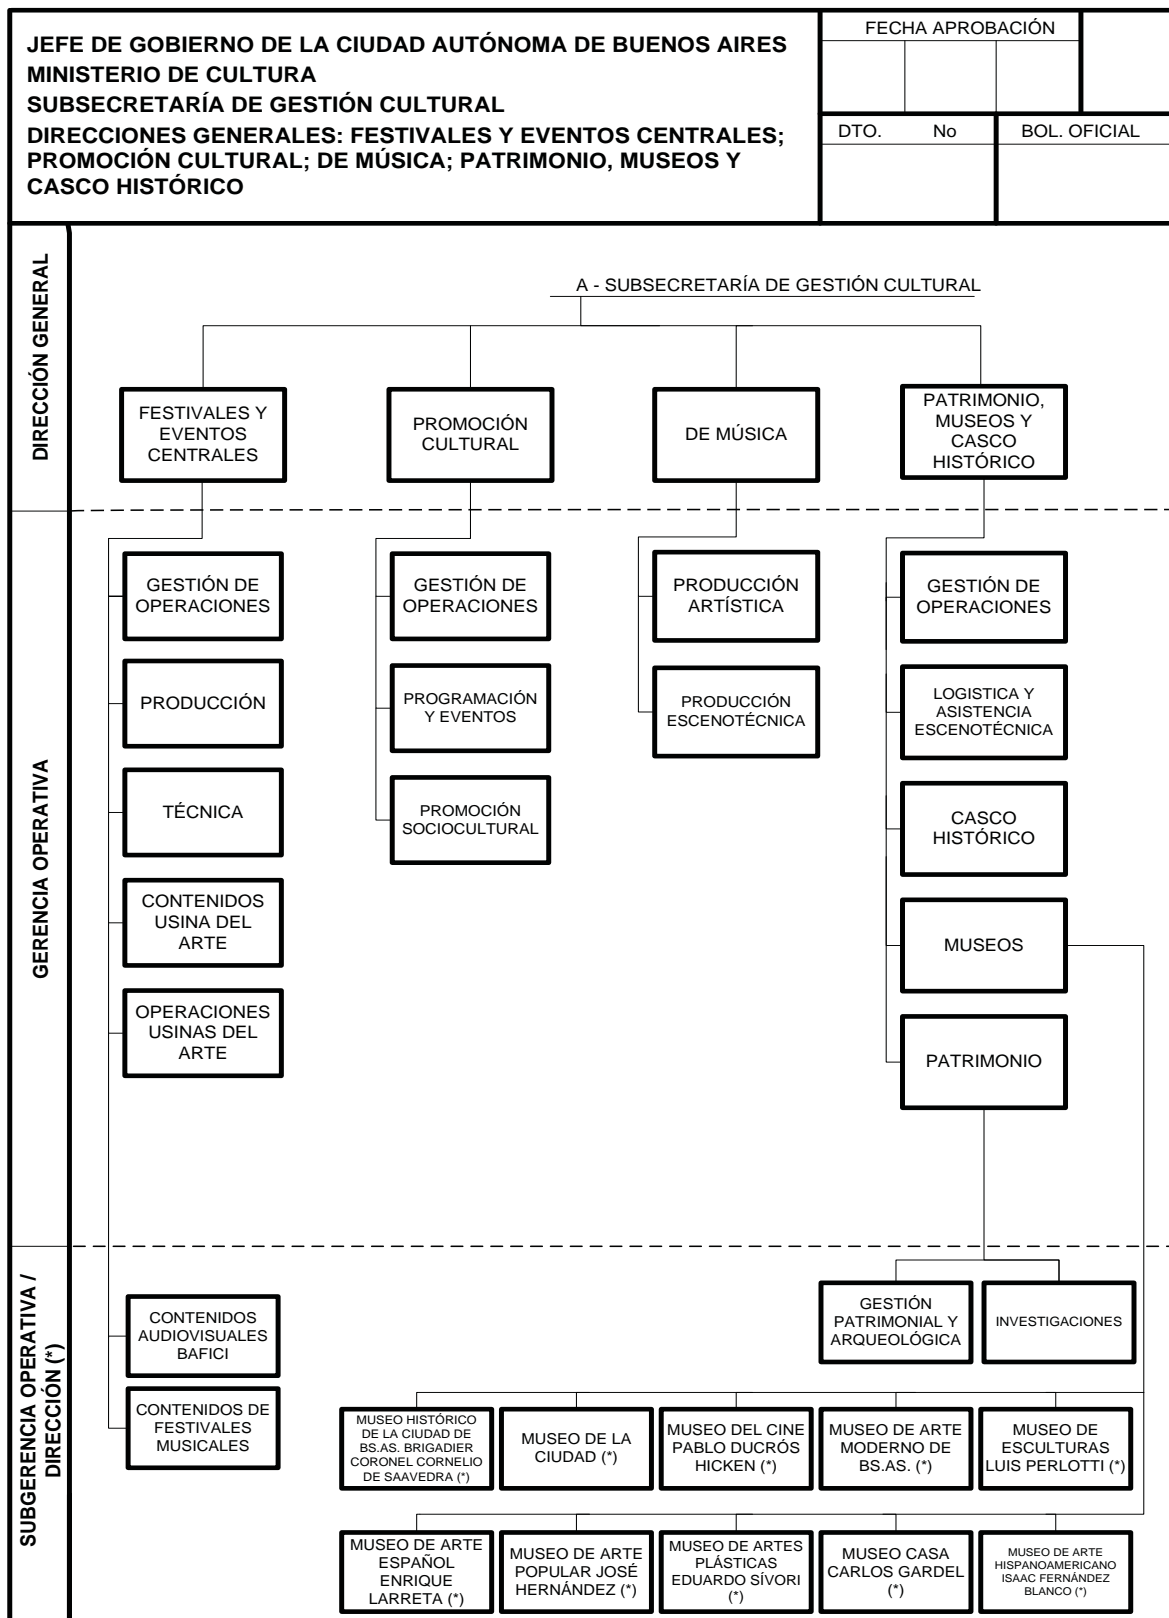 JEFE DE GOBIERNO DE LA CIUDAD AUTÓNOMA DE BUENOS AIRES
MINISTERIO DE CULTURA
SUBSECRETARÍA DE GESTIÓN CULTURAL
DIRECCIONES GENERALES: FESTIVALES Y EVENTOS CENTRALES;
PROMOCIÓN CULTURAL; DE MÚSICA; PATRIMONIO, MUSEOS Y
CASCO HISTÓRICO
FECHA APROBACIÓN
DTO. No
BOL. OFICIAL
DIRECCIÓN GENERAL
A - SUBSECRETARÍA DE GESTIÓN CULTURAL
FESTIVALES Y
EVENTOS
CENTRALES
PROMOCIÓN
CULTURAL
DE MÚSICA
PATRIMONIO,
MUSEOS Y
CASCO
HISTÓRICO
GERENCIA OPERATIVA
GESTIÓN DE
OPERACIONES
PRODUCCIÓN
TÉCNICA
CONTENIDOS
USINA DEL
ARTE
OPERACIONES
USINAS DEL
ARTE
GESTIÓN DE
OPERACIONES
PROGRAMACIÓN
Y EVENTOS
PROMOCIÓN
SOCIOCULTURAL
PRODUCCIÓN
ARTÍSTICA
PRODUCCIÓN
ESCENOTÉCNICA
GESTIÓN DE
OPERACIONES
LOGISTICA Y
ASISTENCIA
ESCENOTÉCNICA
CASCO
HISTÓRICO
MUSEOS
PATRIMONIO
SUBGERENCIA OPERATIVA /
DIRECCIÓN (*)
CONTENIDOS
AUDIOVISUALES
BAFICI
CONTENIDOS DE
FESTIVALES
MUSICALES
GESTIÓN
PATRIMONIAL Y
ARQUEOLÓGICA
INVESTIGACIONES
MUSEO HISTÓRICO
DE LA CIUDAD DE
BS.AS. BRIGADIER
CORONEL CORNELIO
DE SAAVEDRA (*)
MUSEO DE LA
CIUDAD (*)
MUSEO DEL CINE
PABLO DUCRÓS
HICKEN (*)
MUSEO DE ARTE
MODERNO DE
BS.AS. (*)
MUSEO DE
ESCULTURAS
LUIS PERLOTTI (*)
MUSEO DE ARTE
ESPAÑOL
ENRIQUE
LARRETA (*)
MUSEO DE ARTE
POPULAR JOSÉ
HERNÁNDEZ (*)
MUSEO DE ARTES
PLÁSTICAS
EDUARDO SÍVORI
(*)
MUSEO CASA
CARLOS GARDEL
(*)
MUSEO DE ARTE
HISPANOAMERICANO
ISAAC FERNÁNDEZ
BLANCO (*)